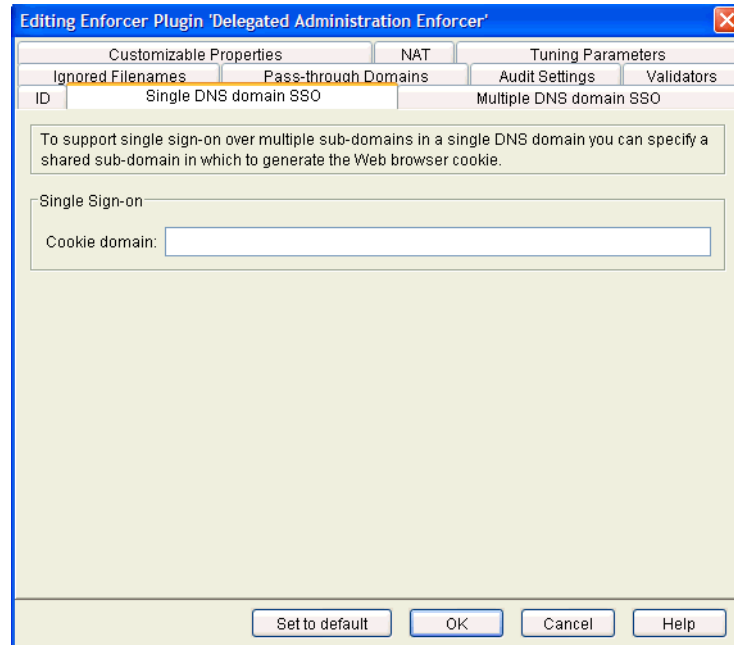 Editing Enforcer Plugin 'Delegated Administration Enforcer'
Customizable Properties NAT Tuning Parameters
Ignored Filenames Pass-through Domains Audit Settings Validators
ID Single DNS domain SSO Multiple DNS domain SSO
To support single sign-on over multiple sub-domains in a single DNS domain you can specify a
shared sub-domain in which to generate the Web browser cookie.
Single Sign-on
Cookie domain:
Set to default OK Cancel Help